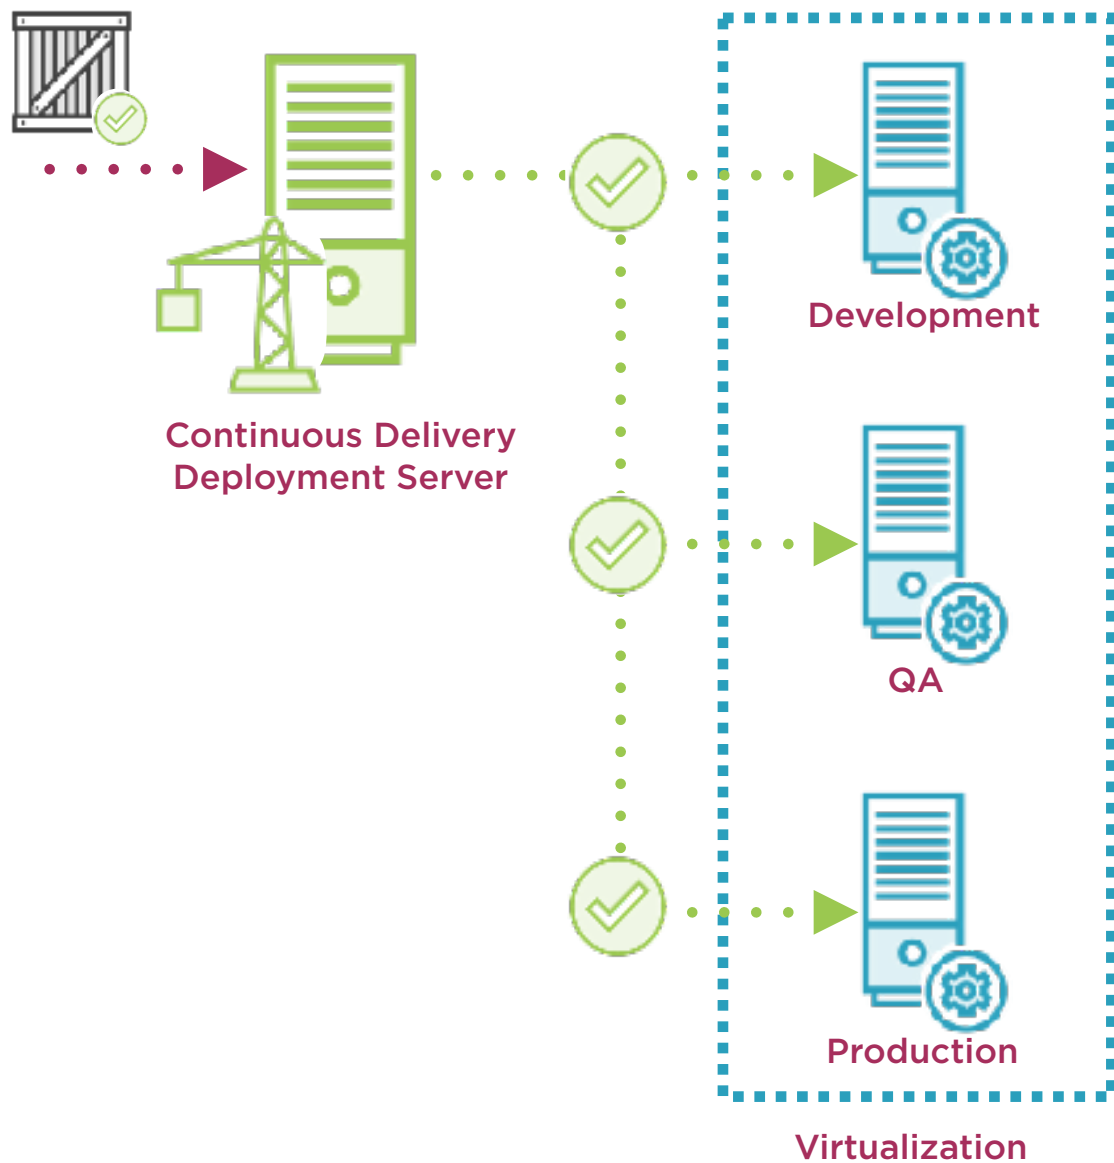 Development
Continuous Delivery
Deployment Server
QA
Production
Virtualization